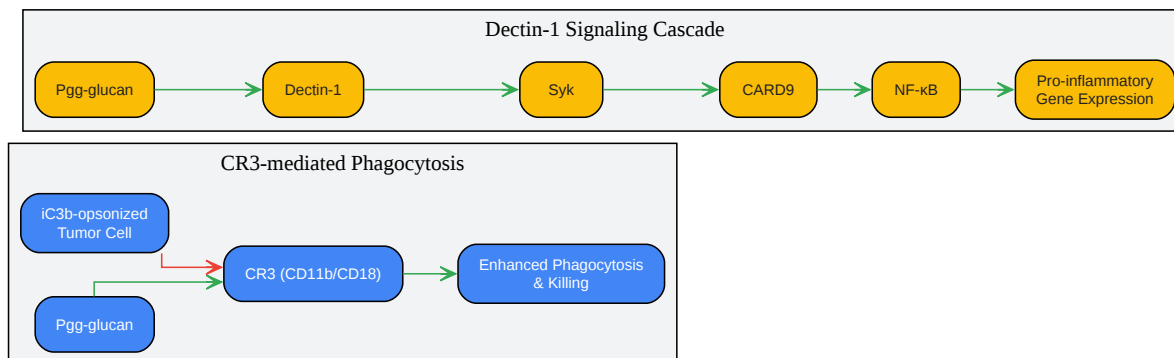 Dectin-1 Signaling Cascade
Pgg-glucan
Dectin-1
Syk
CARD9
NF-κB
Pro-inflammatory
Gene Expression
CR3-mediated Phagocytosis
iC3b-opsonized
Tumor Cell
CR3 (CD11b/CD18)
Enhanced Phagocytosis
& Killing
Pgg-glucan